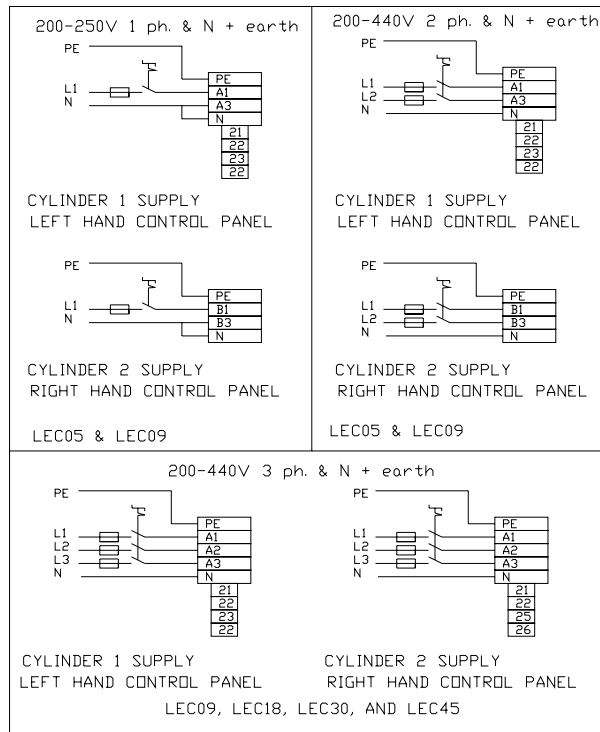 200-250V 1 ph. & N + earth
PE
L1
N
PE
A1
A3
N
21
22
23
22
CYLINDER 1 SUPPLY
LEFT HAND CONTROL PANEL
PE
L1
N
PE
B1
B3
N
CYLINDER 2 SUPPLY
RIGHT HAND CONTROL PANEL
LEC05 & LEC09
200-440V 2 ph. & N + earth
PE
L1
L2
N
PE
A1
A3
N
21
22
23
22
CYLINDER 1 SUPPLY
LEFT HAND CONTROL PANEL
PE
L1
L2
N
PE
B1
B3
N
CYLINDER 2 SUPPLY
RIGHT HAND CONTROL PANEL
LEC05 & LEC09
200-440V 3 ph. & N + earth
PE
L1
L2
L3
N
PE
A1
A2
A3
N
21
22
23
22
CYLINDER 1 SUPPLY
LEFT HAND CONTROL PANEL
PE
L1
L2
L3
N
PE
A1
A2
A3
N
21
22
25
26
CYLINDER 2 SUPPLY
RIGHT HAND CONTROL PANEL
LEC09, LEC18, LEC30, AND LEC45